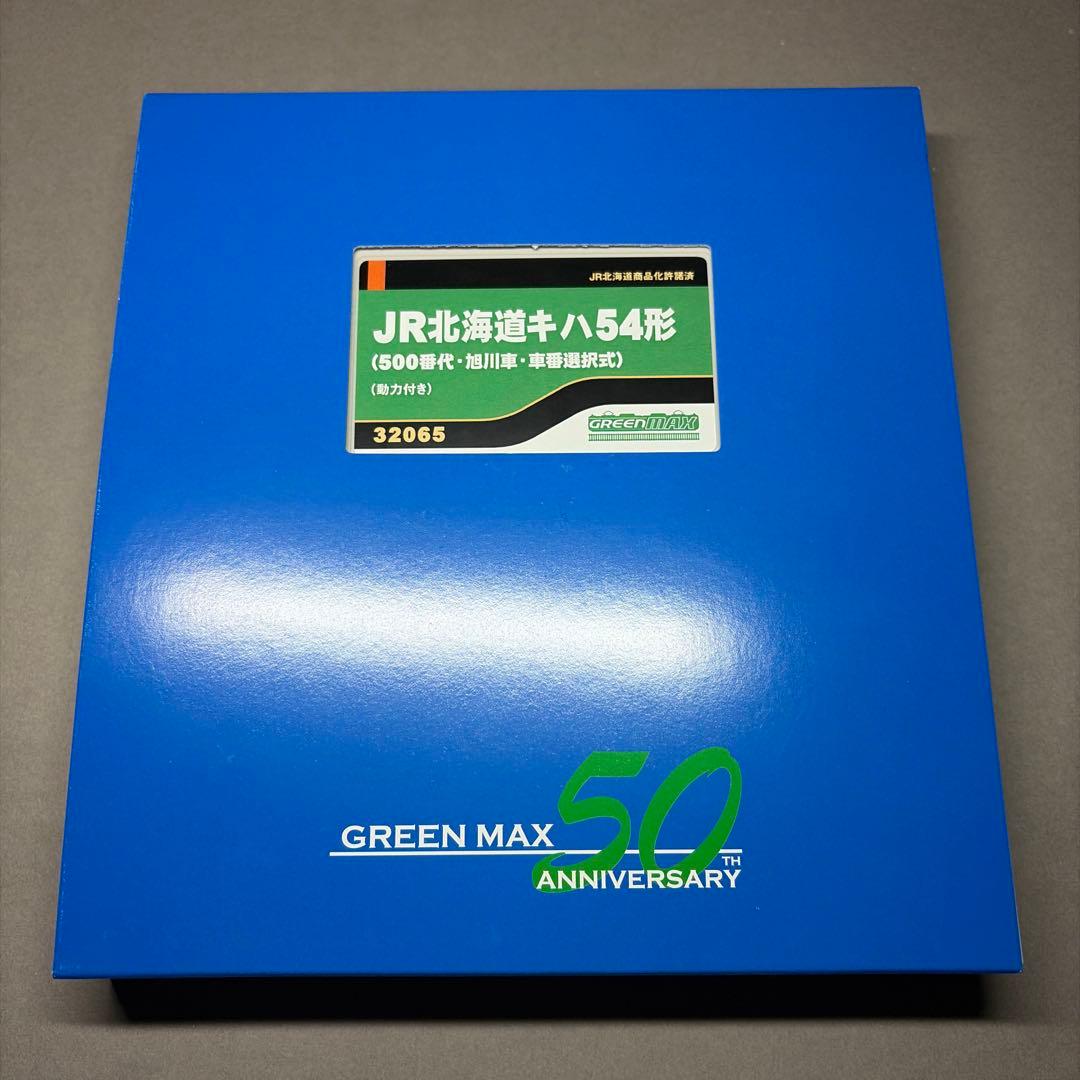 JR北海道商品化許諾済
JR北海道キハ54形
(500番代・旭川車・車番選択式)
(動力付き)
32065
GREENMAX
GREEN MAX 50TH
ANNIVERSARY